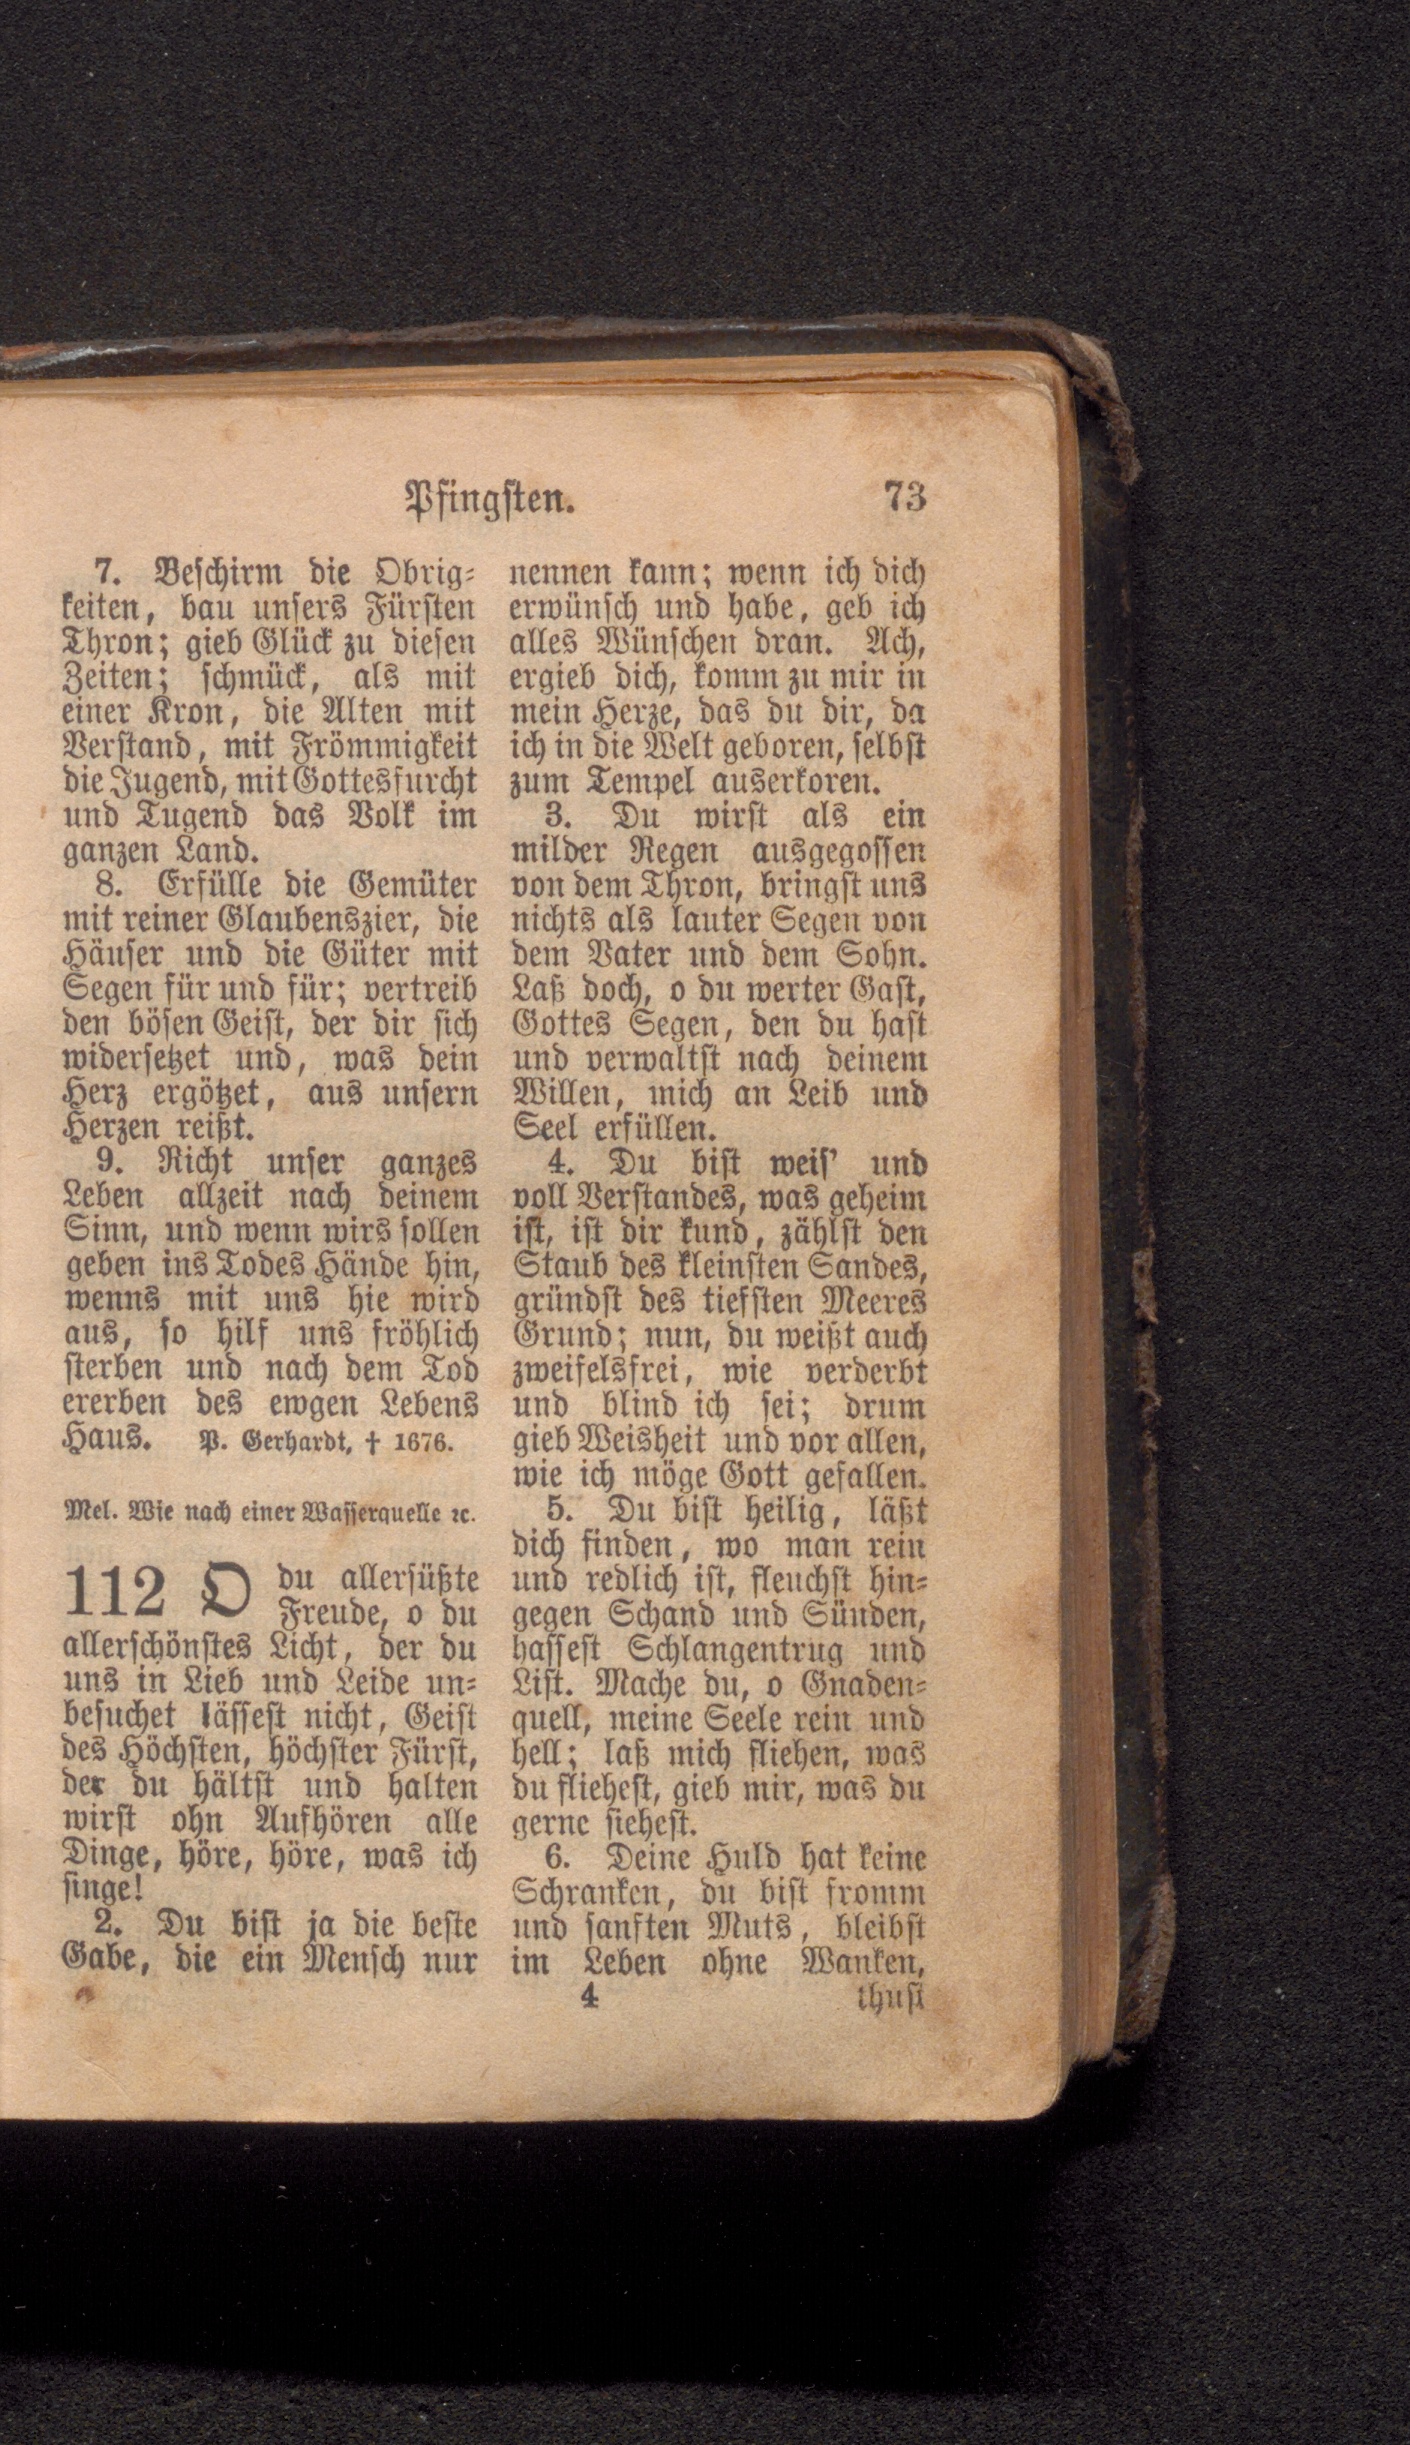 Pfingsten. 73
7. Beschirm die Obrig-
keiten, bau unsers Fürsten
Thron; gieb Glück zu diesen
Zeiten; schmück, als mit
einer Kron, die Alten mit
Verstand, mit Frömmigkeit
die Jugend, mit Gottesfurcht
und Tugend das Volk im
ganzen Land.
8. Erfülle die Gemüter
mit reiner Glaubenszier, die
Häuser und die Güter mit
Segen für und für; vertreib
den bösen Geist, der dir sich
widersetzet und, was dein
Herz ergötzet, aus unsern
Herzen reißt.
9. Richt unser ganzes
Leben allzeit nach deinem
Sinn, und wenn wirs sollen
geben ins Todes Hände hin,
wenns mit uns hie wird
aus, so hilf uns fröhlich
sterben und nach dem Tod
ererben des ewgen Lebens
Haus. P. Gerhardt, † 1676.
Mel. Wie nach einer Wasserquelle ꝛc.
112 O du allersüßte
Freude, o du
allerschönstes Licht, der du
uns in Lieb und Leide un-
besuchet lässest nicht, Geist
des Höchsten, höchster Fürst,
der du hältst und halten
wirst ohn Aufhören alle
Dinge, höre, höre, was ich
singe!
2. Du bist ja die beste
Gabe, die ein Mensch nur
nennen kann; wenn ich dich
erwünsch und habe, geb ich
alles Wünschen dran. Ach,
ergieb dich, komm zu mir in
mein Herze, das du dir, da
ich in die Welt geboren, selbst
zum Tempel auserkoren.
3. Du wirst als ein
milder Regen ausgegossen
von dem Thron, bringst uns
nichts als lauter Segen von
dem Vater und dem Sohn.
Laß doch, o du werter Gast,
Gottes Segen, den du hast
und verwaltst nach deinem
Willen, mich an Leib und
Seel erfüllen.
4. Du bist weis' und
voll Verstandes, was geheim
ist, ist dir kund, zählst den
Staub des kleinsten Sandes,
gründst des tiefsten Meeres
Grund; nun, du weißt auch
zweifelsfrei, wie verderbt
und blind ich sei; drum
gieb Weisheit und vor allen,
wie ich möge Gott gefallen.
5. Du bist heilig, läßt
dich finden, wo man rein
und redlich ist, fleuchst hin-
gegen Schand und Sünden,
hassest Schlangentrug und
List. Mache du, o Gnaden-
quell, meine Seele rein und
hell; laß mich fliehen, was
du fliehest, gieb mir, was du
gerne siehest.
6. Deine Huld hat keine
Schranken, du bist fromm
und sanften Muts, bleibst
im Leben ohne Wanken,
4 thust